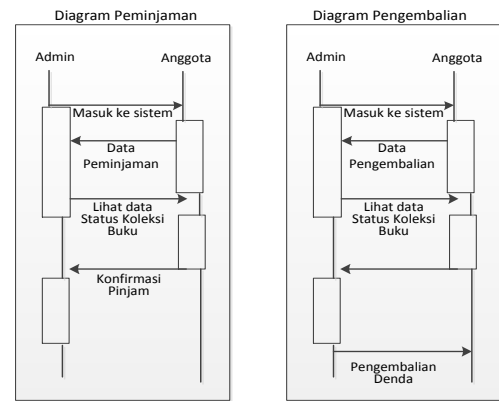 Diagram Peminjaman
Admin
Anggota
Masuk ke sistem
Data
Peminjaman
Lihat data
Status Koleksi
Buku
Konfirmasi
Pinjam
Diagram Pengembalian
Admin
Anggota
Masuk ke sistem
Data
Pengembalian
Lihat data
Status Koleksi
Buku
Pengembalian
Denda